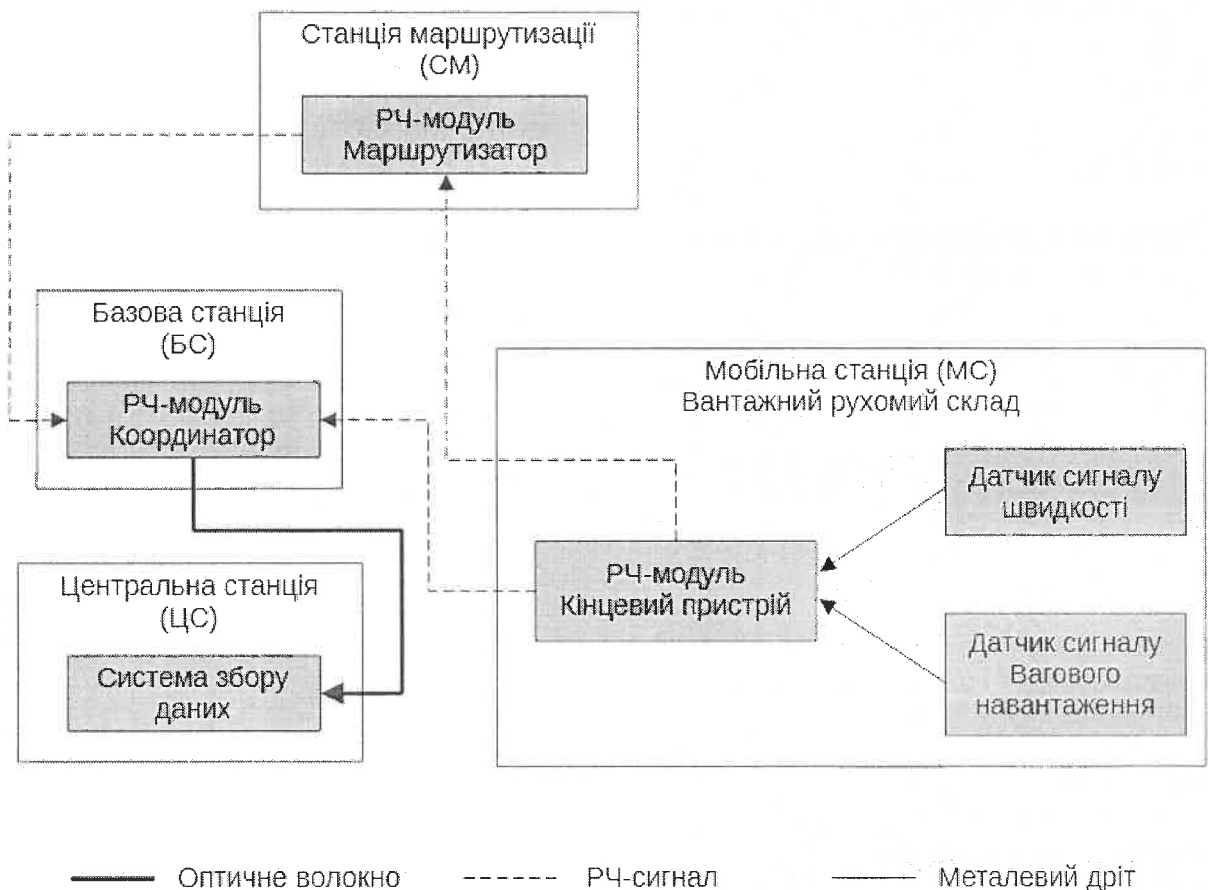 Станція маршрутизації
(СМ)
РЧ-модуль
Маршрутизатор
Базова станція
(БС)
РЧ-модуль
Координатор
Мобільна станція (МС)
Вантажний рухомий склад
Датчик сигналу
швидкості
РЧ-модуль
Кінцевий пристрій
Датчик сигналу
Вагового
навантаження
Центральна станція
(ЦС)
Система збору
даних
Оптичне волокно
РЧ-сигнал
Металевий дріт